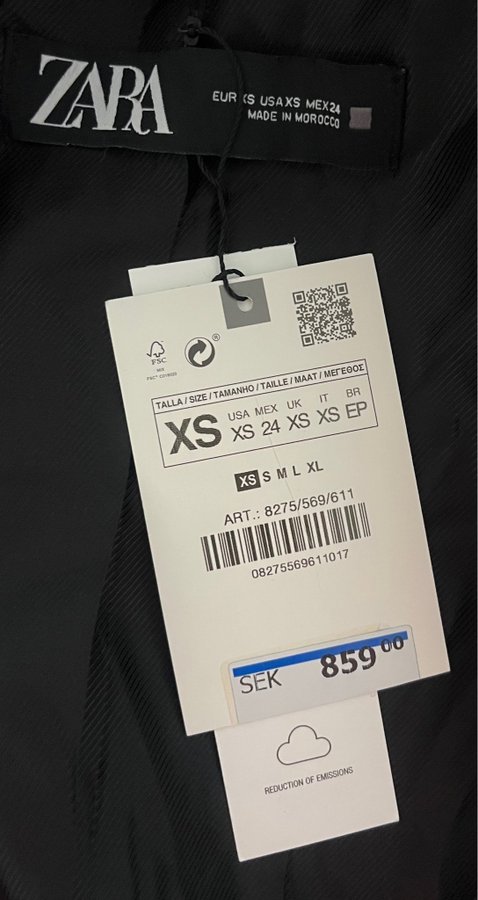 ZARA
EUR XS USA XS MEX 24
MADE IN MOROCCO
FSC
MIX
®
TALLA / SIZE / TAMANHO / TAILLE / MAAT / ΜΕΓΕΘΟΣ
XS
USA MEX UK IT BR
XS 24 XS XS EP
XS S M L XL
ART.: 8275/569/611
08275569611017
SEK 859 00
REDUCTION OF EMISSIONS